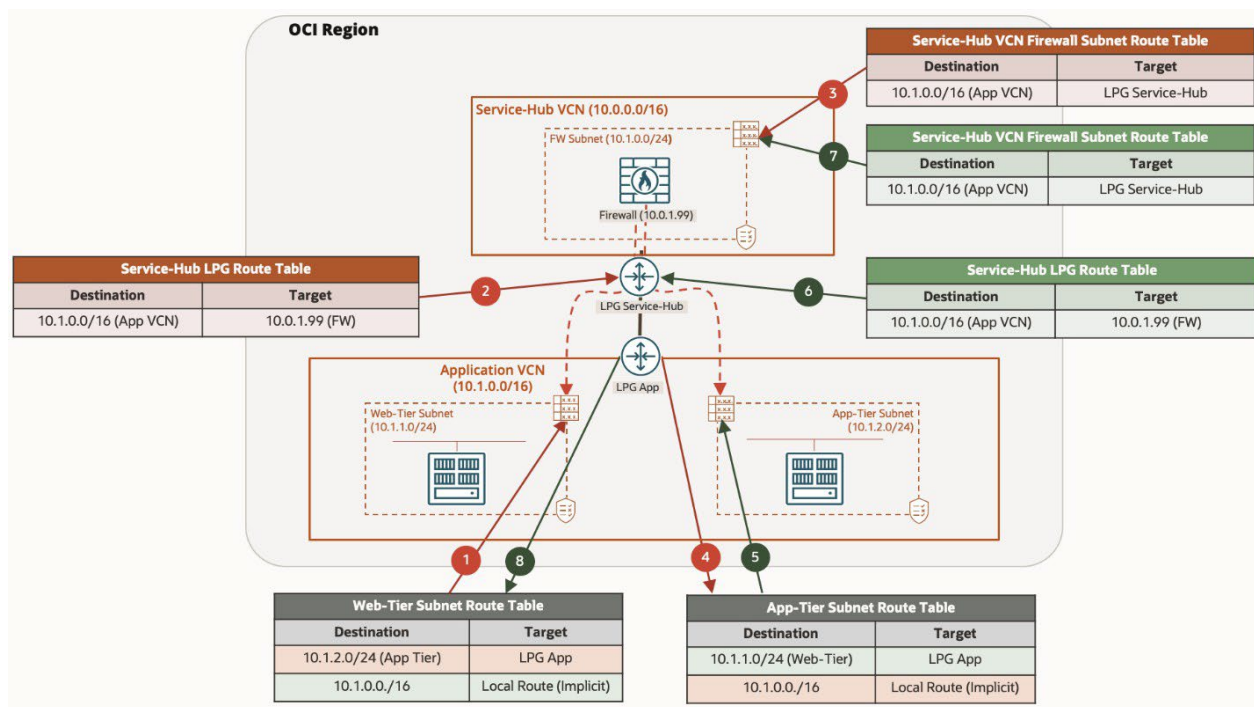 OCI Region
Service-Hub VCN Firewall Subnet Route Table
Destination Target
10.1.0.0/16 (App VCN) LPG Service-Hub
3
Service-Hub VCN (10.0.0.0/16)
FW Subnet (10.1.0.0/24)
Firewall (10.0.1.99)
7
Service-Hub VCN Firewall Subnet Route Table
Destination Target
10.1.0.0/16 (App VCN) LPG Service-Hub
Service-Hub LPG Route Table
Destination Target
10.1.0.0/16 (App VCN) 10.0.1.99 (FW)
2
LPG Service-Hub
6
Service-Hub LPG Route Table
Destination Target
10.1.0.0/16 (App VCN) 10.0.1.99 (FW)
LPG App
Application VCN
(10.1.0.0/16)
Web-Tier Subnet
(10.1.1.0/24)
App-Tier Subnet
(10.1.2.0/24)
1
8
4
5
Web-Tier Subnet Route Table
Destination Target
10.1.2.0/24 (App Tier) LPG App
10.1.0.0./16 Local Route (Implicit)
App-Tier Subnet Route Table
Destination Target
10.1.1.0/24 (Web-Tier) LPG App
10.1.0.0./16 Local Route (Implicit)